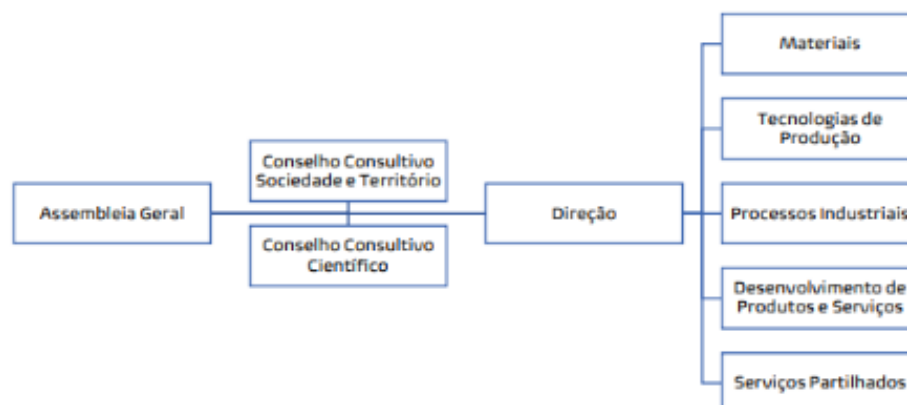 Assembleia Geral
Conselho Consultivo
Sociedade e Território
Conselho Consultivo
Científico
Direção
Materiais
Tecnologias de
Produção
Processos Industriais
Desenvolvimento de
Produtos e Serviços
Serviços Partilhados